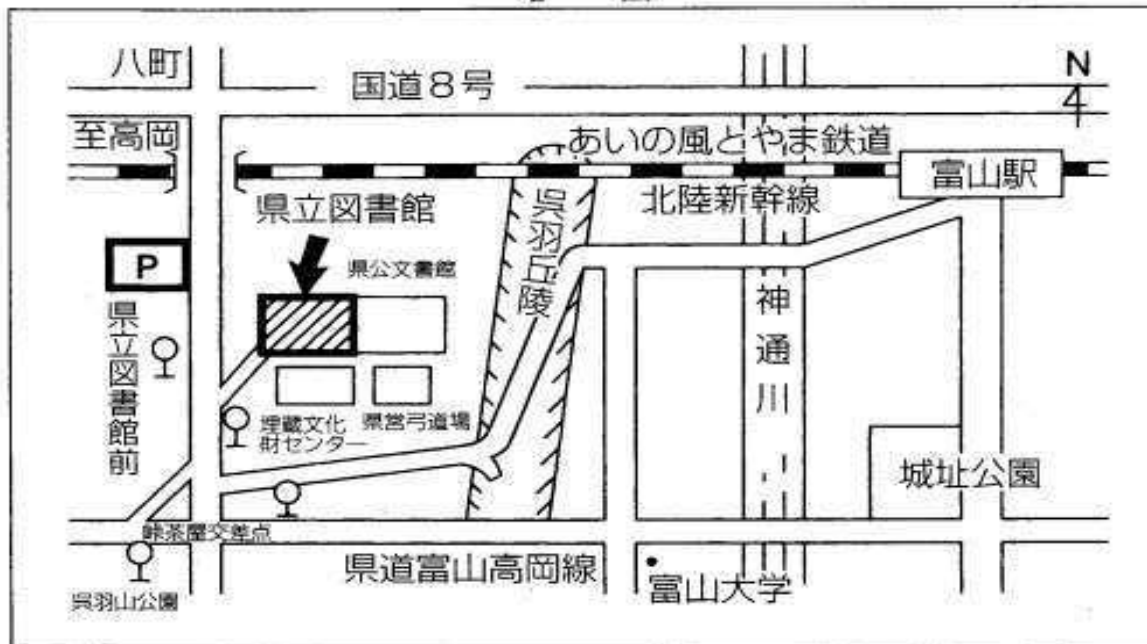 八町
国道8号
N
至高岡
あいの風とやま鉄道
富山駅
北陸新幹線
県立図書館
呉羽丘陵
P
県公文書館
神通川
県立図書館前
埋蔵文化
財センター
県営弓道場
城址公園
峠茶屋交差点
県道富山高岡線
富山大学
呉羽山公園